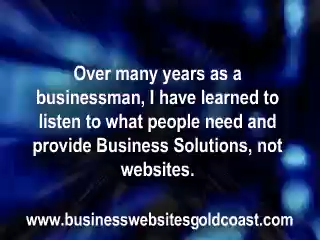 Over many years as a
businessman, I have learned to
listen to what people need and
provide Business Solutions, not
websites.
www.businesswebsitesgoldcoast.com